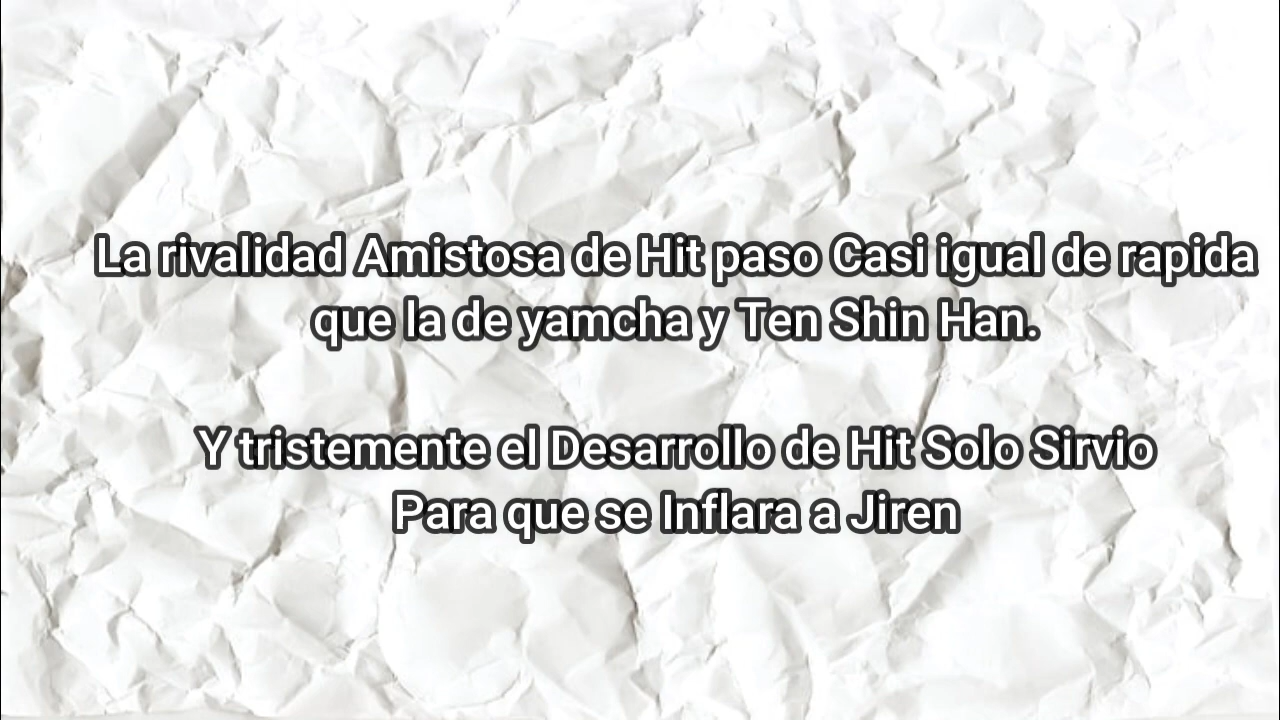 La rivalidad Amistosa de Hit paso Casi igual de rapida
que la de yamcha y Ten Shin Han.
Y tristemente el Desarrollo de Hit Solo Sirvio
Para que se Inflara a Jiren